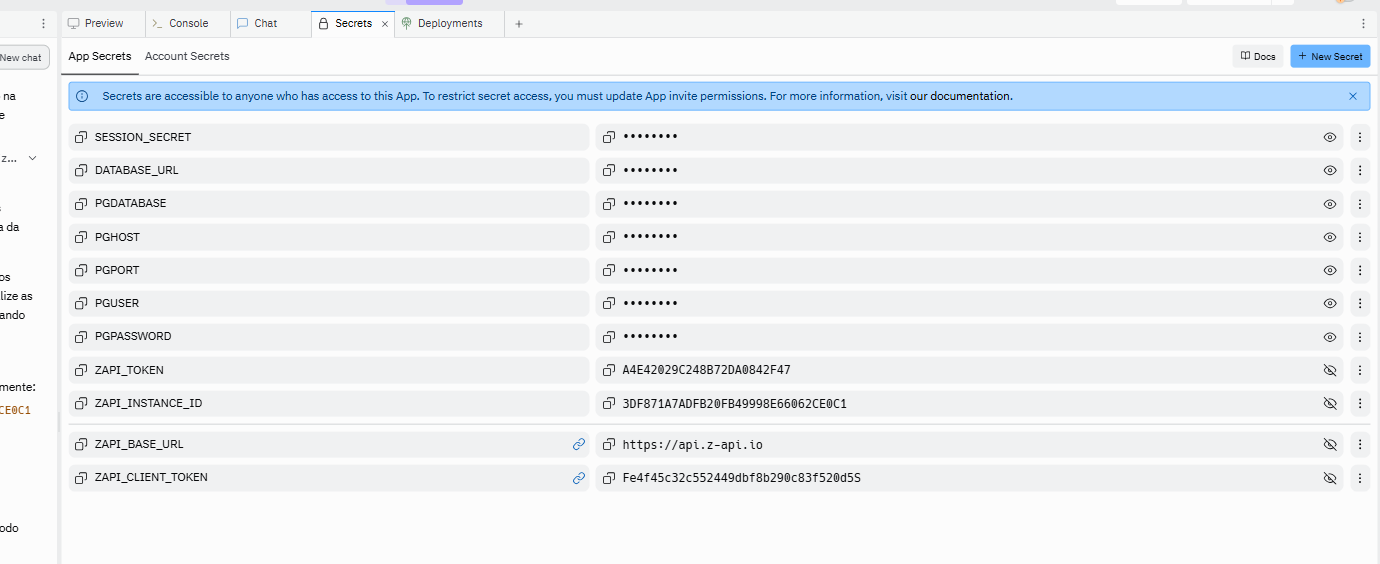 Preview
Console
Chat
Secrets
Deployments
New chat
App Secrets
Account Secrets
Docs
New Secret
na
e
Secrets are accessible to anyone who has access to this App. To restrict secret access, you must update App invite permissions. For more information, visit our documentation.
z...
SESSION_SECRET ••••••••
DATABASE_URL ••••••••
PGDATABASE ••••••••
a da
PGHOST ••••••••
PGPORT ••••••••
os
lize as
PGUSER ••••••••
ando
PGPASSWORD ••••••••
ZAPI_TOKEN A4E42029C248B72DA0842F47
mente:
ZAPI_INSTANCE_ID 3DF871A7ADFB20FB49998E66062CE0C1
CE0C1
ZAPI_BASE_URL https://api.z-api.io
ZAPI_CLIENT_TOKEN Fe4f45c32c552449dbf8b290c83f520d5S
odo